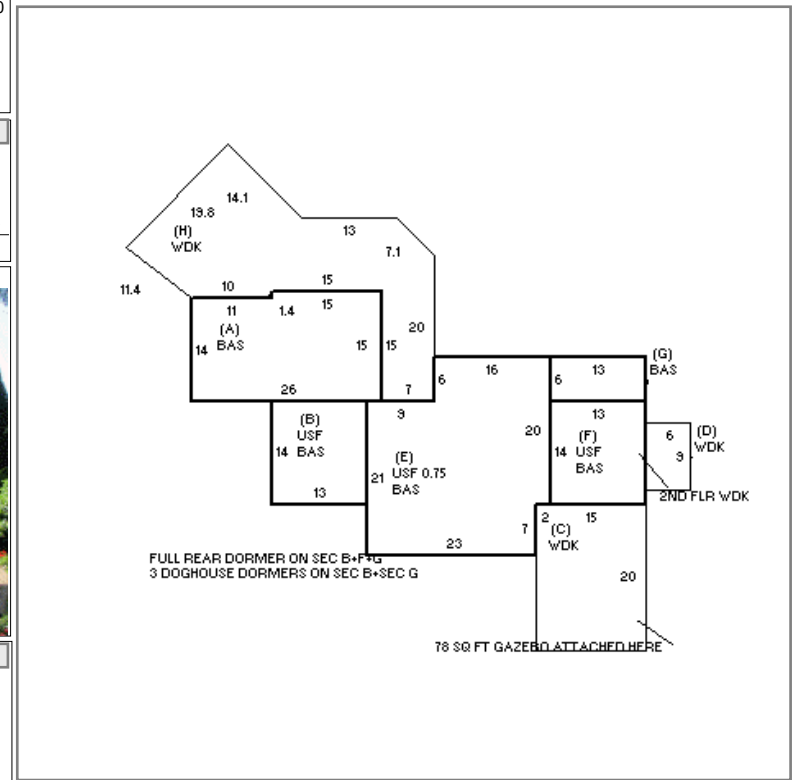 14.1
19.8
(H)
WDK
13
7.1
11.4
10
15
11
1.4
15
(A)
BAS
14
15
15
20
26
7
6
16
6
13
(G)
BAS
9
13
(B)
USF
BAS
14
13
(E)
USF 0.75
BAS
21
20
14
(F)
USF
BAS
6
9
(D)
WDK
2ND FLR WDK
2
15
(C)
WDK
7
23
20
FULL REAR DORMER ON SEC B+F+G
3 DOGHOUSE DORMERS ON SEC B+SEC G
78 SQ FT GAZEBO ATTACHED HERE